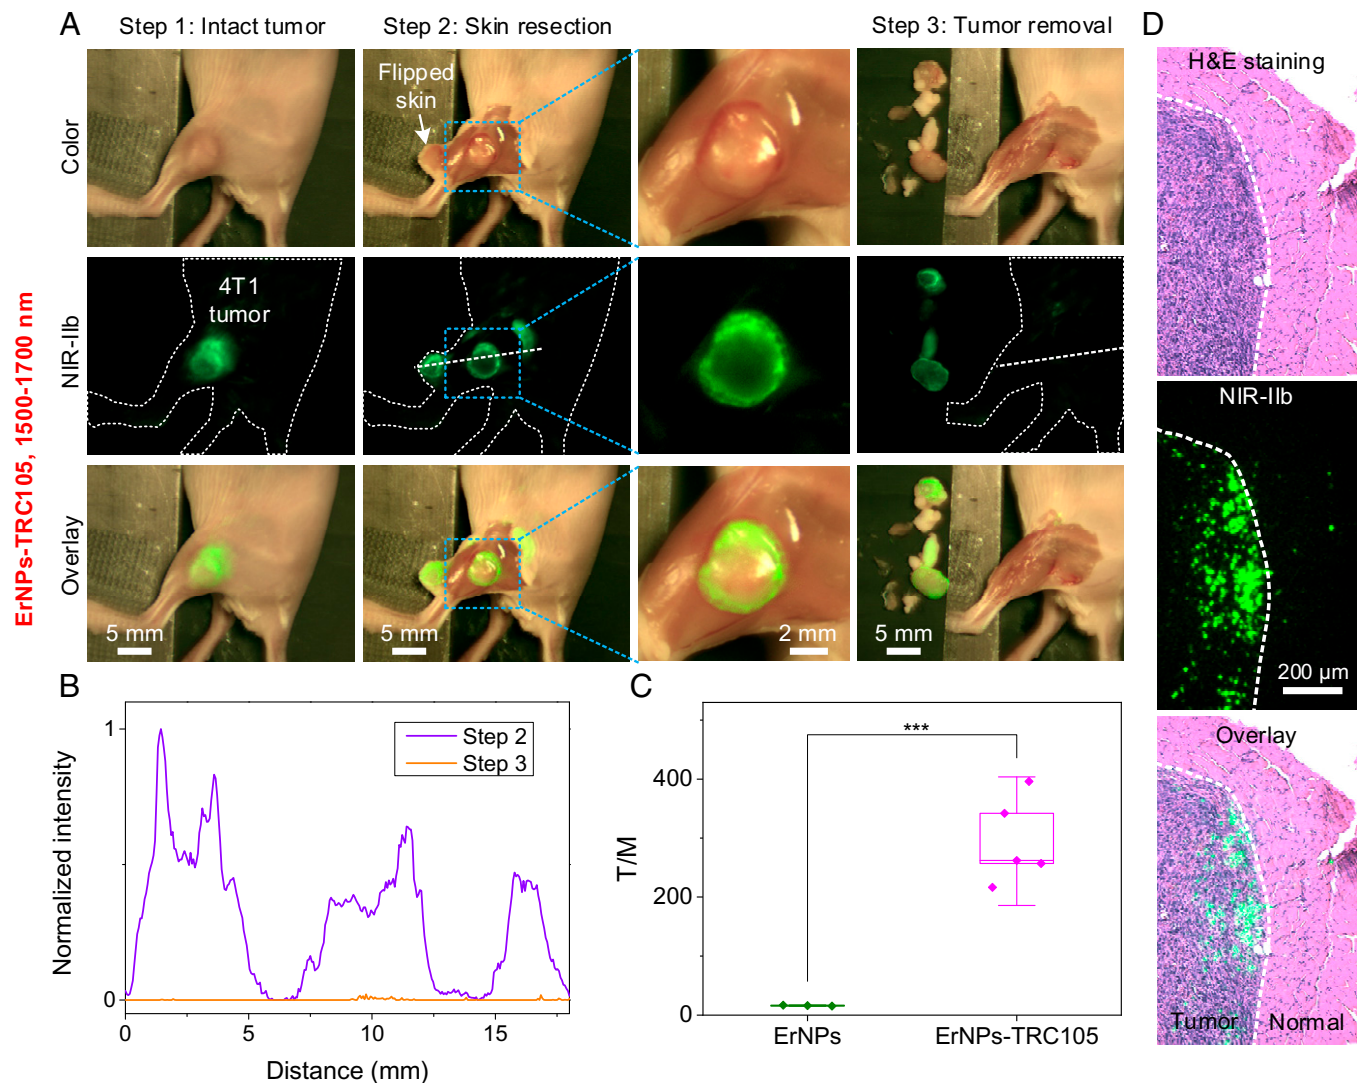 A
Step 1: Intact tumor
Step 2: Skin resection
Step 3: Tumor removal
D
ErNPs-TRC105, 1500-1700 nm
Color
Flipped
skin
NIR-IIb
4T1
tumor
Overlay
5 mm
5 mm
2 mm
5 mm
H&E staining
NIR-IIb
200 μm
Overlay
Tumor
Normal
B
Normalized intensity
1
0
Step 2
Step 3
0
5
10
15
Distance (mm)
C
T/M
400
200
0
***
ErNPs
ErNPs-TRC105